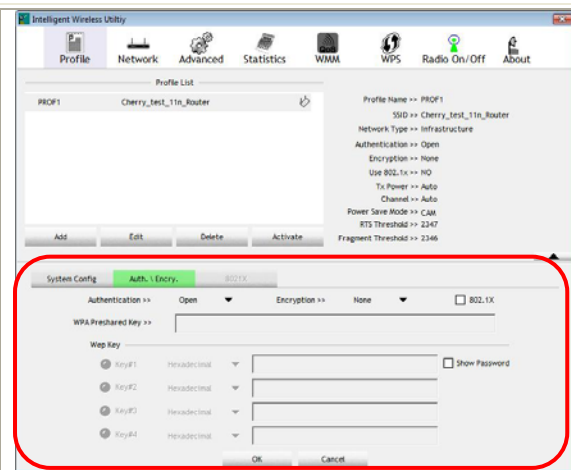 Intelligent Wireless Utiltiy
Profile Network Advanced Statistics WMM WPS Radio On/Off About
QoS
Profile List
PROF1 Cherry_test_11n_Router
Profile Name >> PROF1
SSID >> Cherry_test_11n_Router
Network Type >> Infrastructure
Authentication >> Open
Encryption >> None
Use 802.1x >> NO
Tx Power >> Auto
Channel >> Auto
Power Save Mode >> CAM
RTS Threshold >> 2347
Fragment Threshold >> 2346
Add Edit Delete Activate
System Config Auth. \ Encry. 8021X
Authentication >> Open Encryption >> None 802.1X
WPA Preshared Key >>
Wep Key
Key#1 Hexadecimal Show Password
Key#2 Hexadecimal
Key#3 Hexadecimal
Key#4 Hexadecimal
OK Cancel